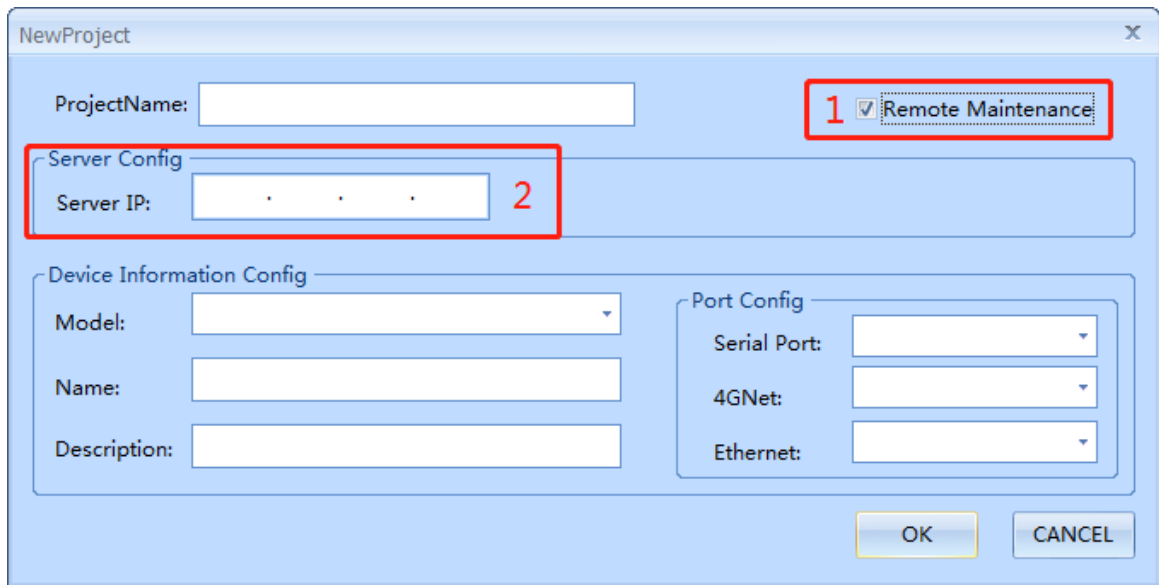 NewProject
x
ProjectName:
1
Remote Maintenance
Server Config
Server IP:
. . .
2
Device Information Config
Model:
Name:
Description:
Port Config
Serial Port:
4GNet:
Ethernet:
OK
CANCEL